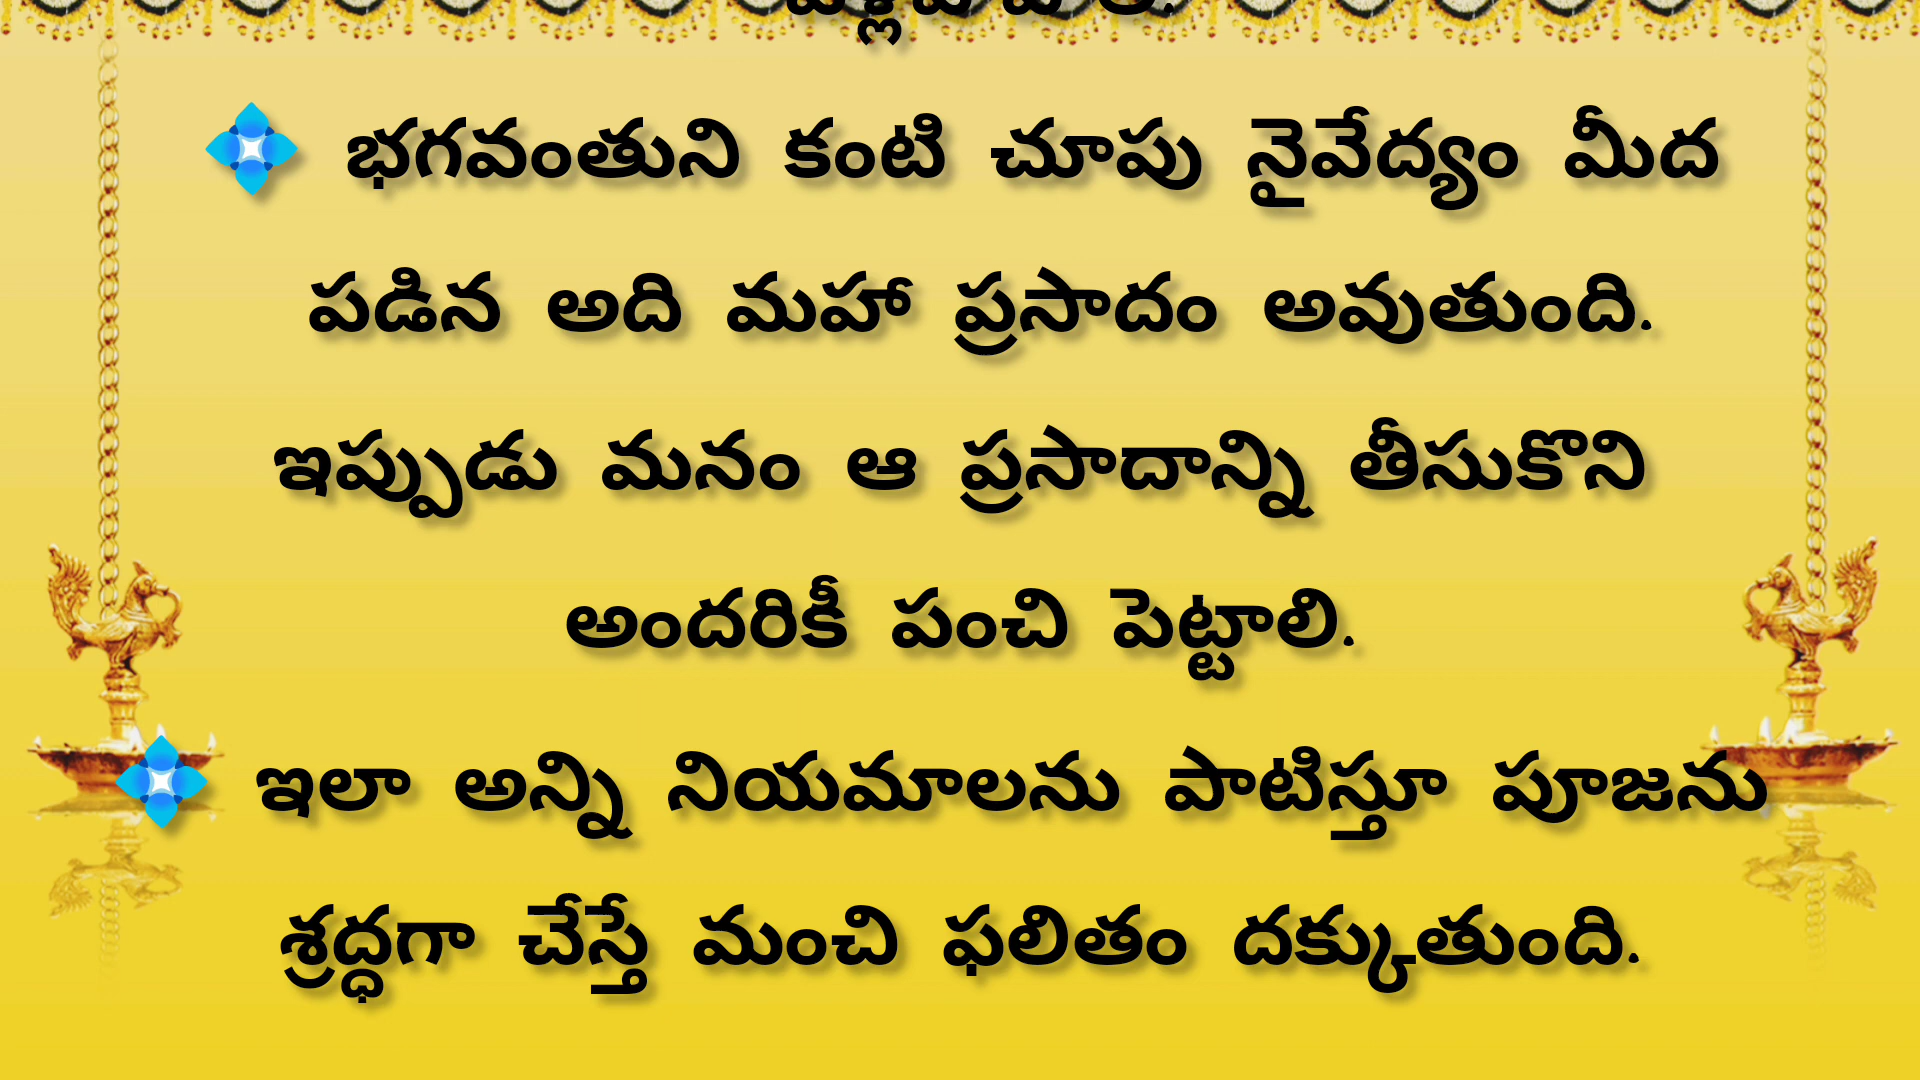 💠 భగవంతుని కంటి చూపు నైవేద్యం మీద
పడిన అది మహా ప్రసాదం అవుతుంది.
ఇప్పుడు మనం ఆ ప్రసాదాన్ని తీసుకొని
అందరికీ పంచి పెట్టాలి.
💠 ఇలా అన్ని నియమాలను పాటిస్తూ పూజను
శ్రద్ధగా చేస్తే మంచి ఫలితం దక్కుతుంది.